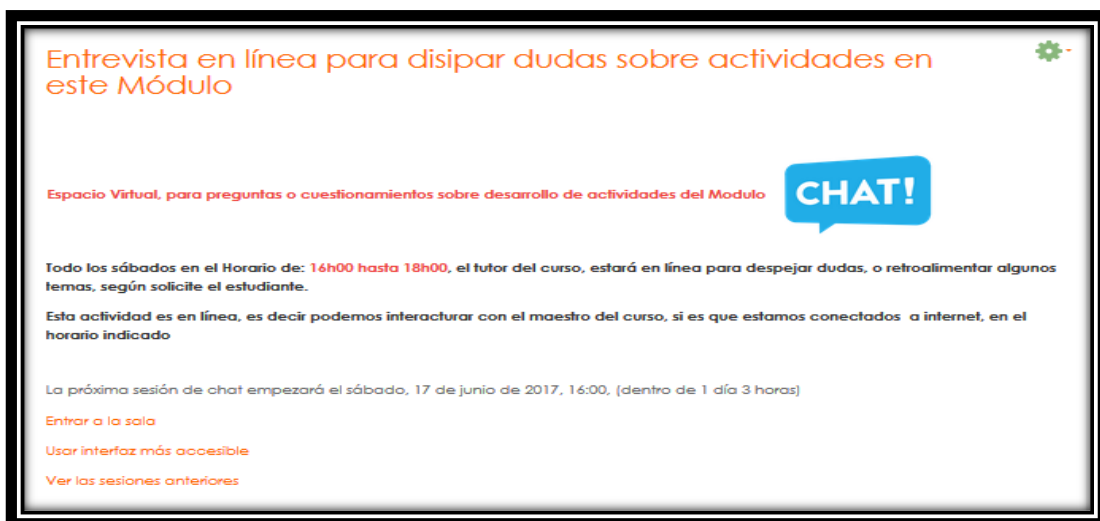 Entrevista en línea para disipar dudas sobre actividades en
este Módulo
Espacio Virtual, para preguntas o cuestionamientos sobre desarrollo de actividades del Modulo
CHAT!
Todo los sábados en el Horario de: 16h00 hasta 18h00, el tutor del curso, estará en línea para despejar dudas, o retroalimentar algunos
temas, según solicite el estudiante.
Esta actividad es en línea, es decir podemos interacturar con el maestro del curso, si es que estamos conectados a internet, en el
horario indicado
La próxima sesión de chat empezará el sábado, 17 de junio de 2017, 16:00, (dentro de 1 día 3 horas)
Entrar a la sala
Usar interfaz más accesible
Ver las sesiones anteriores